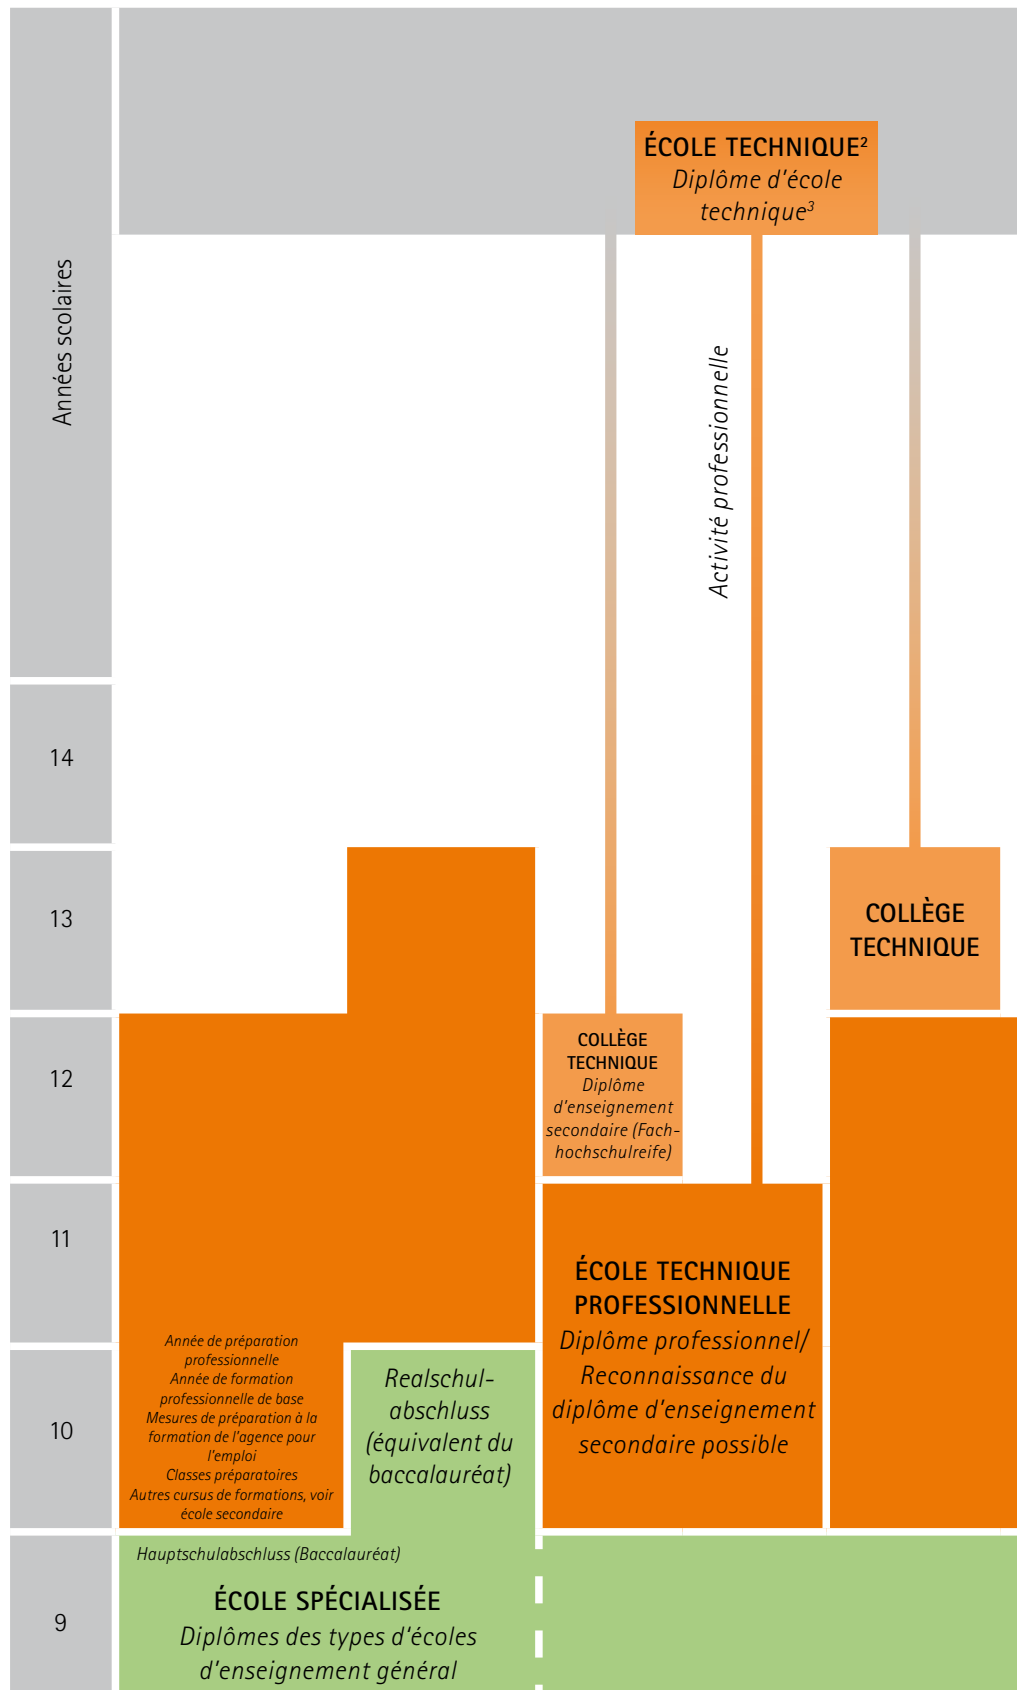 ÉCOLE TECHNIQUE²
Diplôme d'école
technique³
Années scolaires
Activité professionnelle
14
13
COLLÈGE
TECHNIQUE
12
COLLÈGE
TECHNIQUE
Diplôme
d'enseignement
secondaire (Fach-
hochschulreife)
11
ÉCOLE TECHNIQUE
PROFESSIONNELLE
Diplôme professionnel/
Reconnaissance du
diplôme d'enseignement
secondaire possible
Année de préparation
professionnelle
Année de formation
professionnelle de base
Mesures de préparation à la
formation de l'agence pour
l'emploi
Classes préparatoires
Autres cursus de formations, voir
école secondaire
Realschul-
abschluss
(équivalent du
baccalauréat)
10
Hauptschulabschluss (Baccalauréat)
ÉCOLE SPÉCIALISÉE
Diplômes des types d‘écoles
d'enseignement général
9